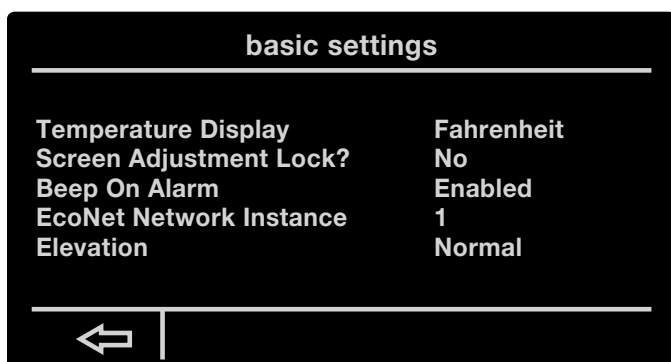 basic settings
Temperature Display Fahrenheit
Screen Adjustment Lock? No
Beep On Alarm Enabled
EcoNet Network Instance 1
Elevation Normal